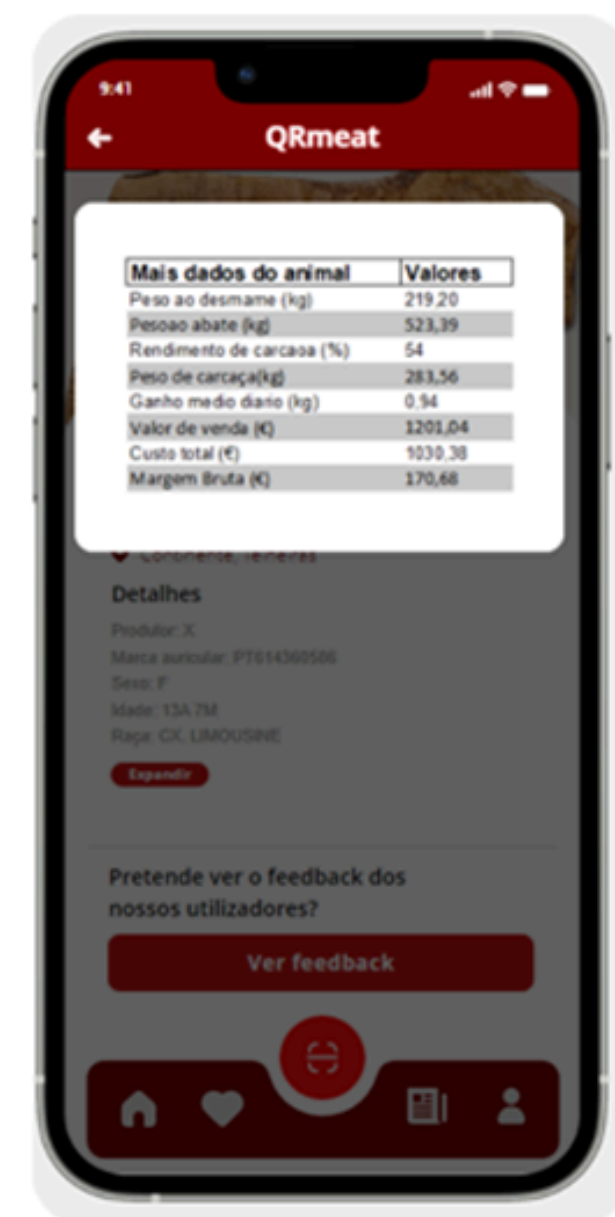 9:41
QRmeat
Mais dados do animal Valores
Peso ao desmame (kg) 219,20
Pesoao abate (kg) 523,39
Rendimento de carcaoa (%) 54
Peso de carcaça(kg) 283,56
Ganho medio diario (kg) 0,94
Valor de venda (€) 1201,04
Custo total (€) 1030,38
Margem Bruta (€) 170,68
Continente, Telheiras
Detalhes
Produtor: X
Marca auricular: PT614360586
Sexo: F
Idade: 13A 7M
Raça: CX. LIMOUSINE
Expandir
Pretende ver o feedback dos
nossos utilizadores?
Ver feedback